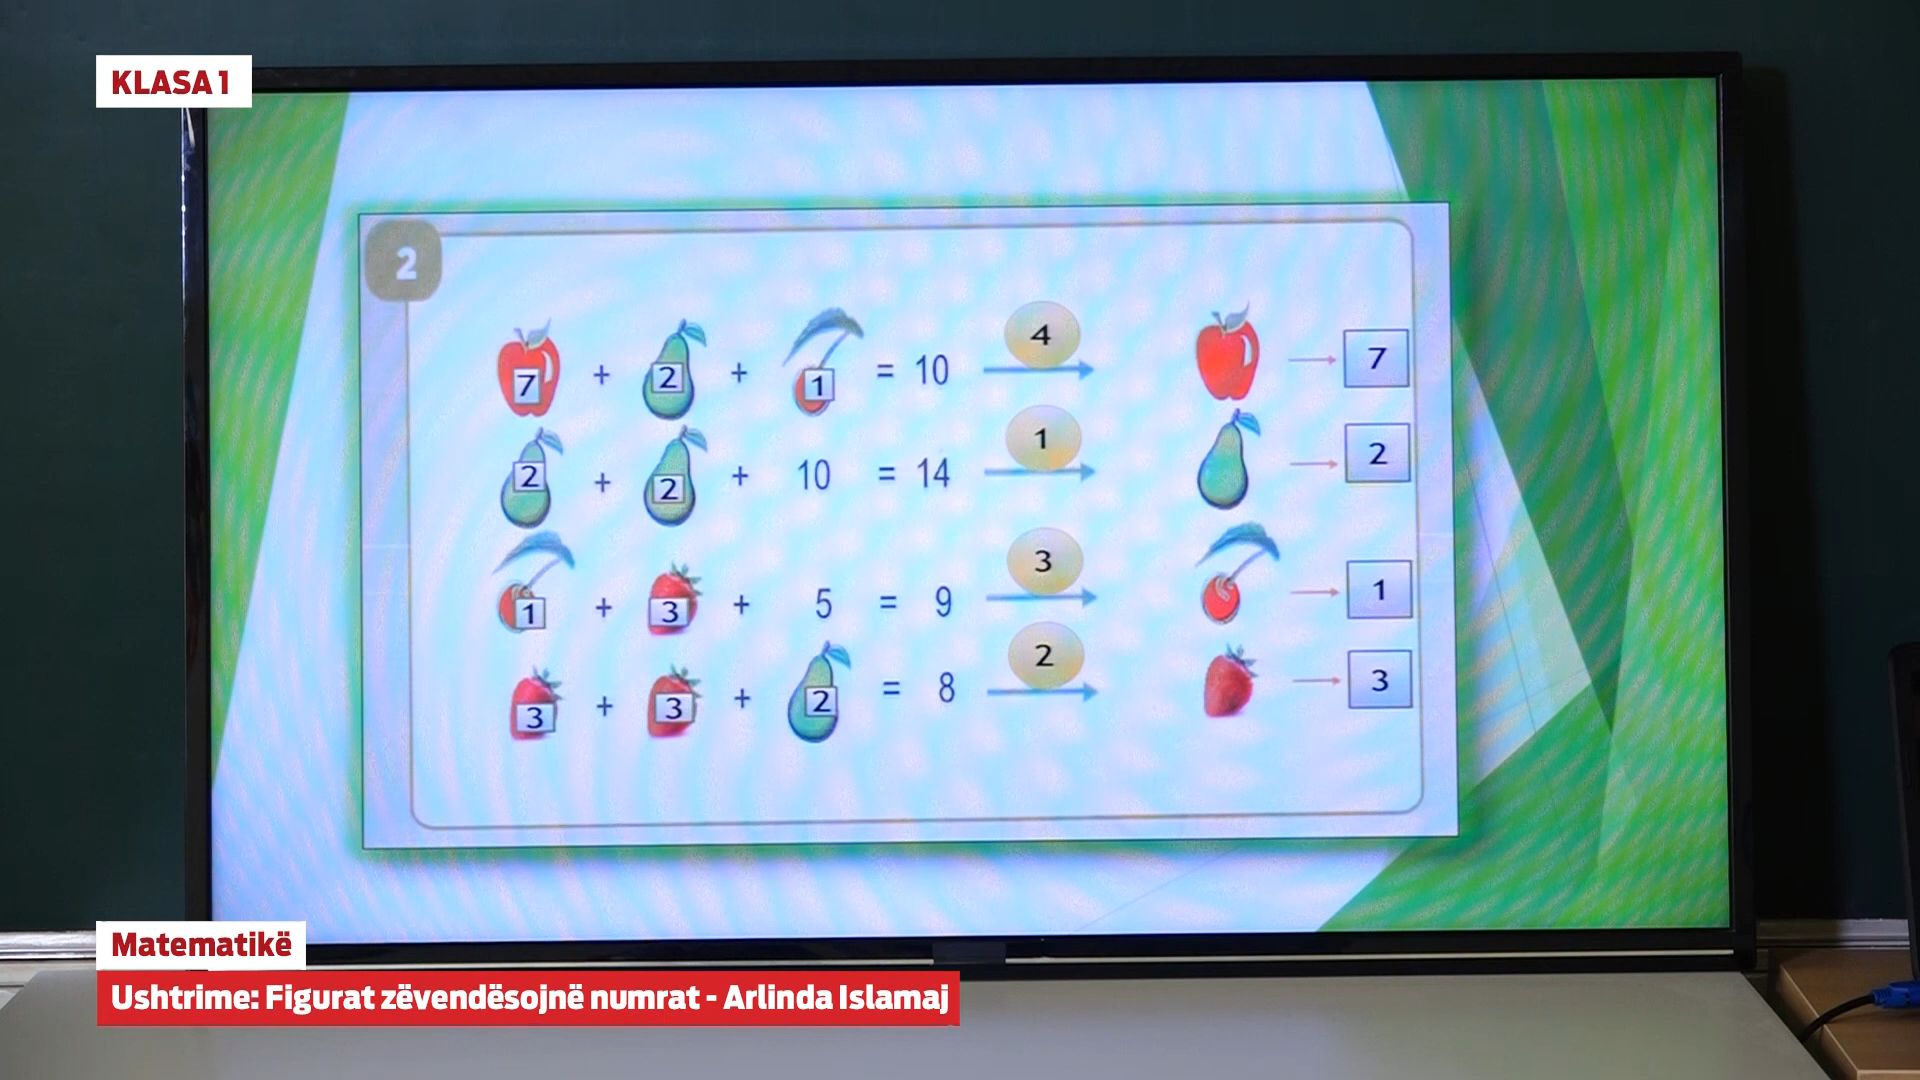 KLASA 1
2
4
7 + 2 + 1 = 10 7
1
2 + 2 + 10 = 14 2
3
1 + 3 + 5 = 9 1
2
3 + 3 + 2 = 8 3
Matematikë
Ushtrime: Figurat zëvendësojnë numrat - Arlinda Islamaj